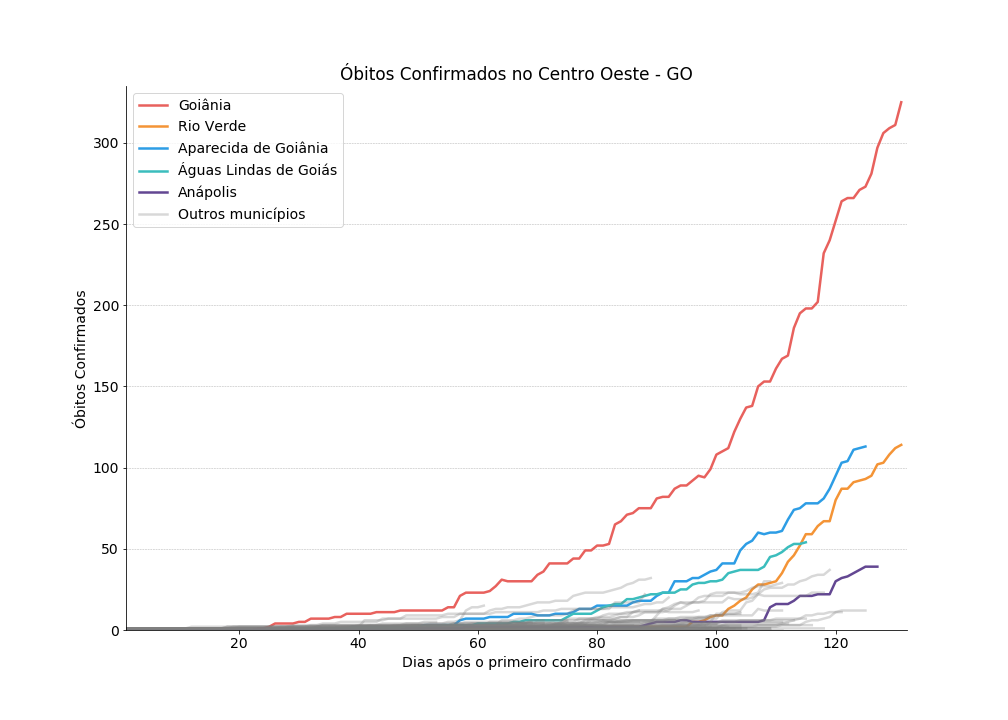 Óbitos Confirmados no Centro Oeste - GO
Goiânia
Rio Verde
Aparecida de Goiânia
Águas Lindas de Goiás
Anápolis
Outros municípios
Óbitos Confirmados
300
250
200
150
100
50
0
20 40 60 80 100 120
Dias após o primeiro confirmado